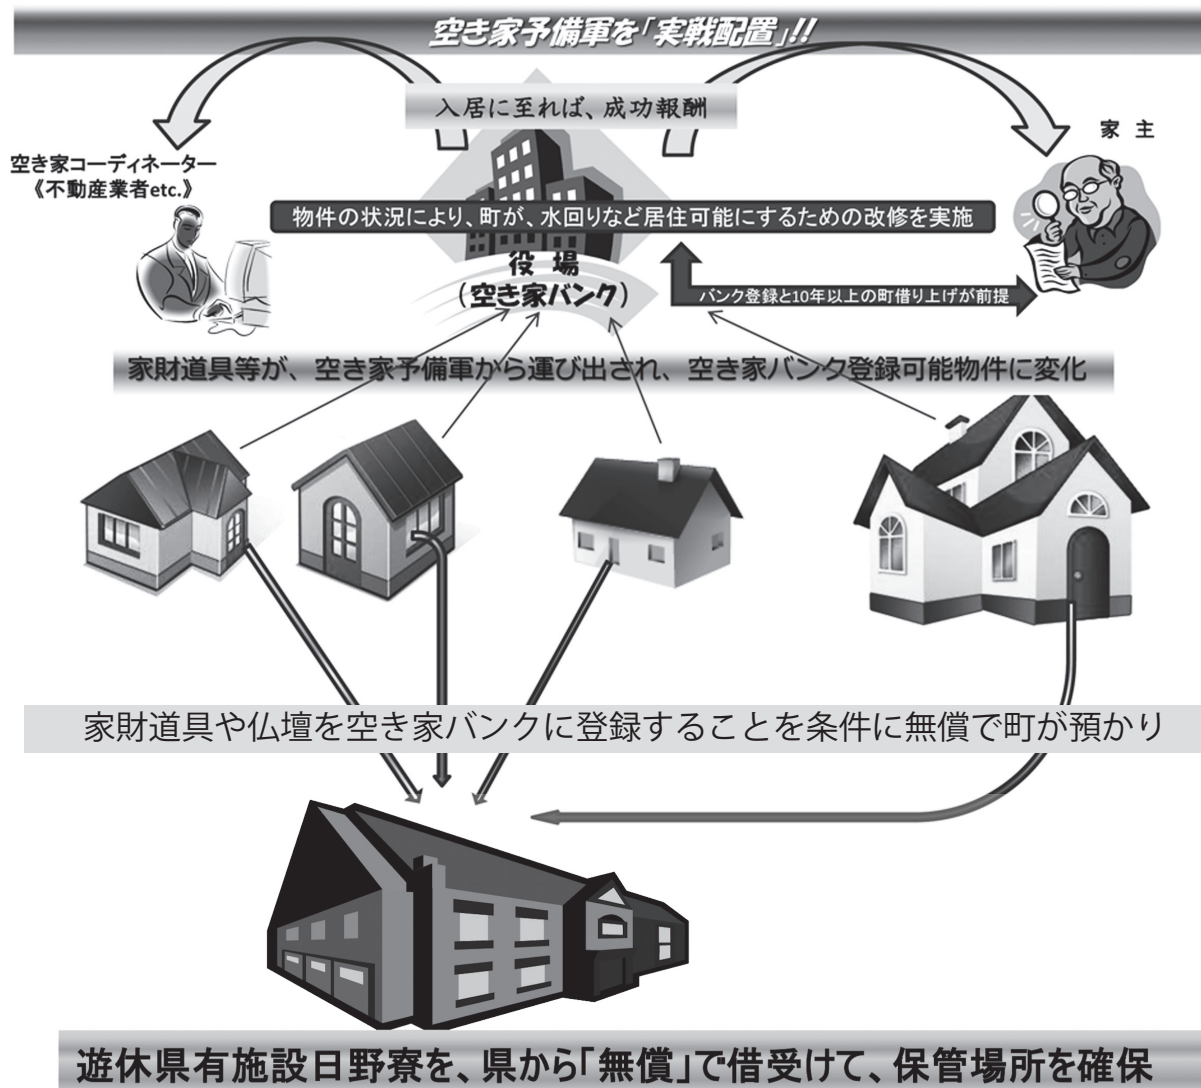 空き家予備軍を「実戦配置」!!
入居に至れば、成功報酬
空き家コーディネーター
《不動産業者etc.》
家 主
物件の状況により、町が、水回りなど居住可能にするための改修を実施
役 場
(空き家バンク)
バンク登録と10年以上の町借り上げが前提
家財道具等が、空き家予備軍から運び出され、空き家バンク登録可能物件に変化
家財道具や仏壇を空き家バンクに登録することを条件に無償で町が預かり
遊休県有施設日野寮を、県から「無償」で借受けて、保管場所を確保